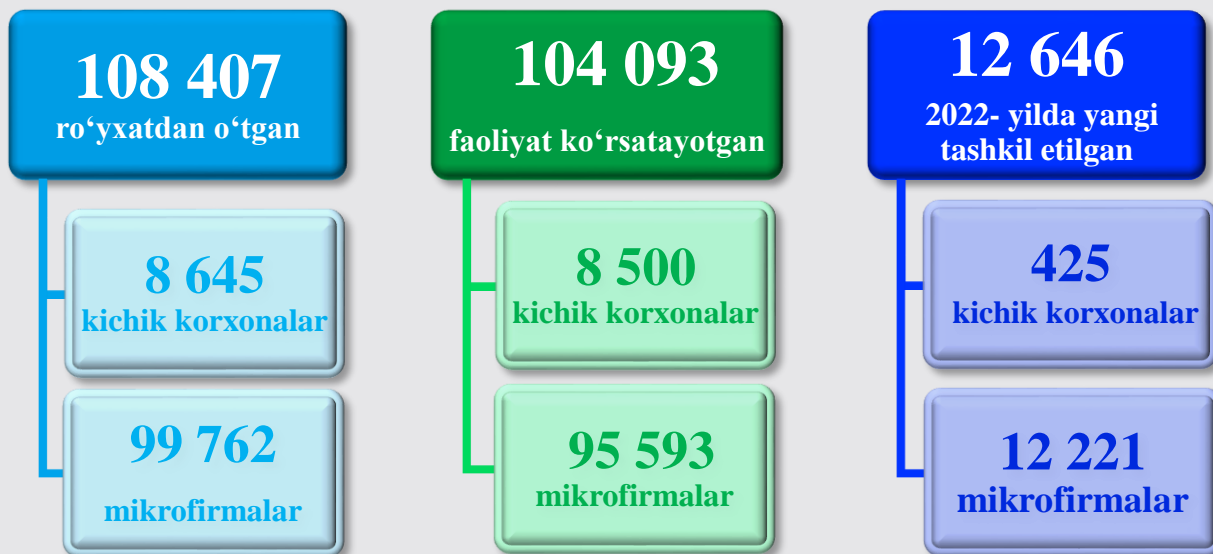 108 407
ro‘yxatdan o‘tgan
8 645
kichik korxonalar
99 762
mikrofirmalar
104 093
faoliyat ko‘rsatayotgan
8 500
kichik korxonalar
95 593
mikrofirmalar
12 646
2022- yilda yangi
tashkil etilgan
425
kichik korxonalar
12 221
mikrofirmalar